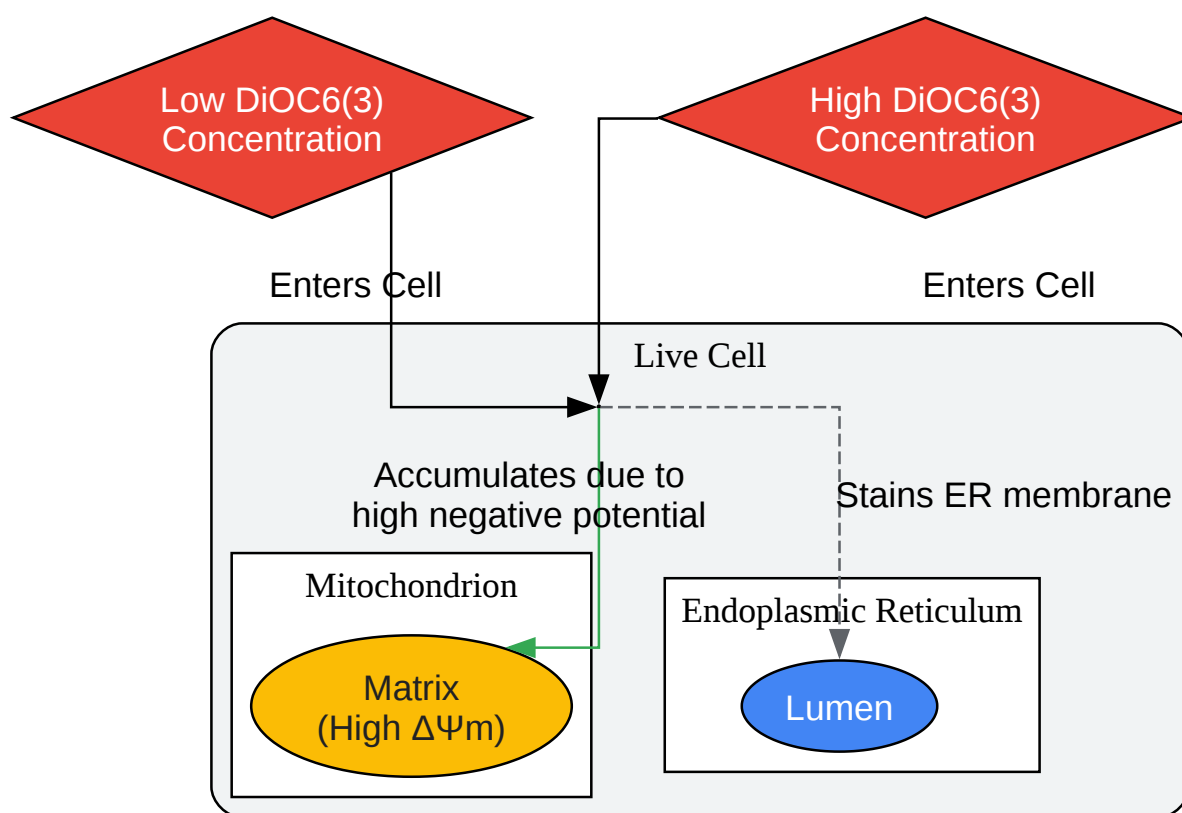 Low DiOC6(3)
Concentration
High DiOC6(3)
Concentration
Enters Cell
Enters Cell
Live Cell
Accumulates due to
high negative potential
Stains ER membrane
Mitochondrion
Endoplasmic Reticulum
Matrix
(High ΔΨm)
Lumen